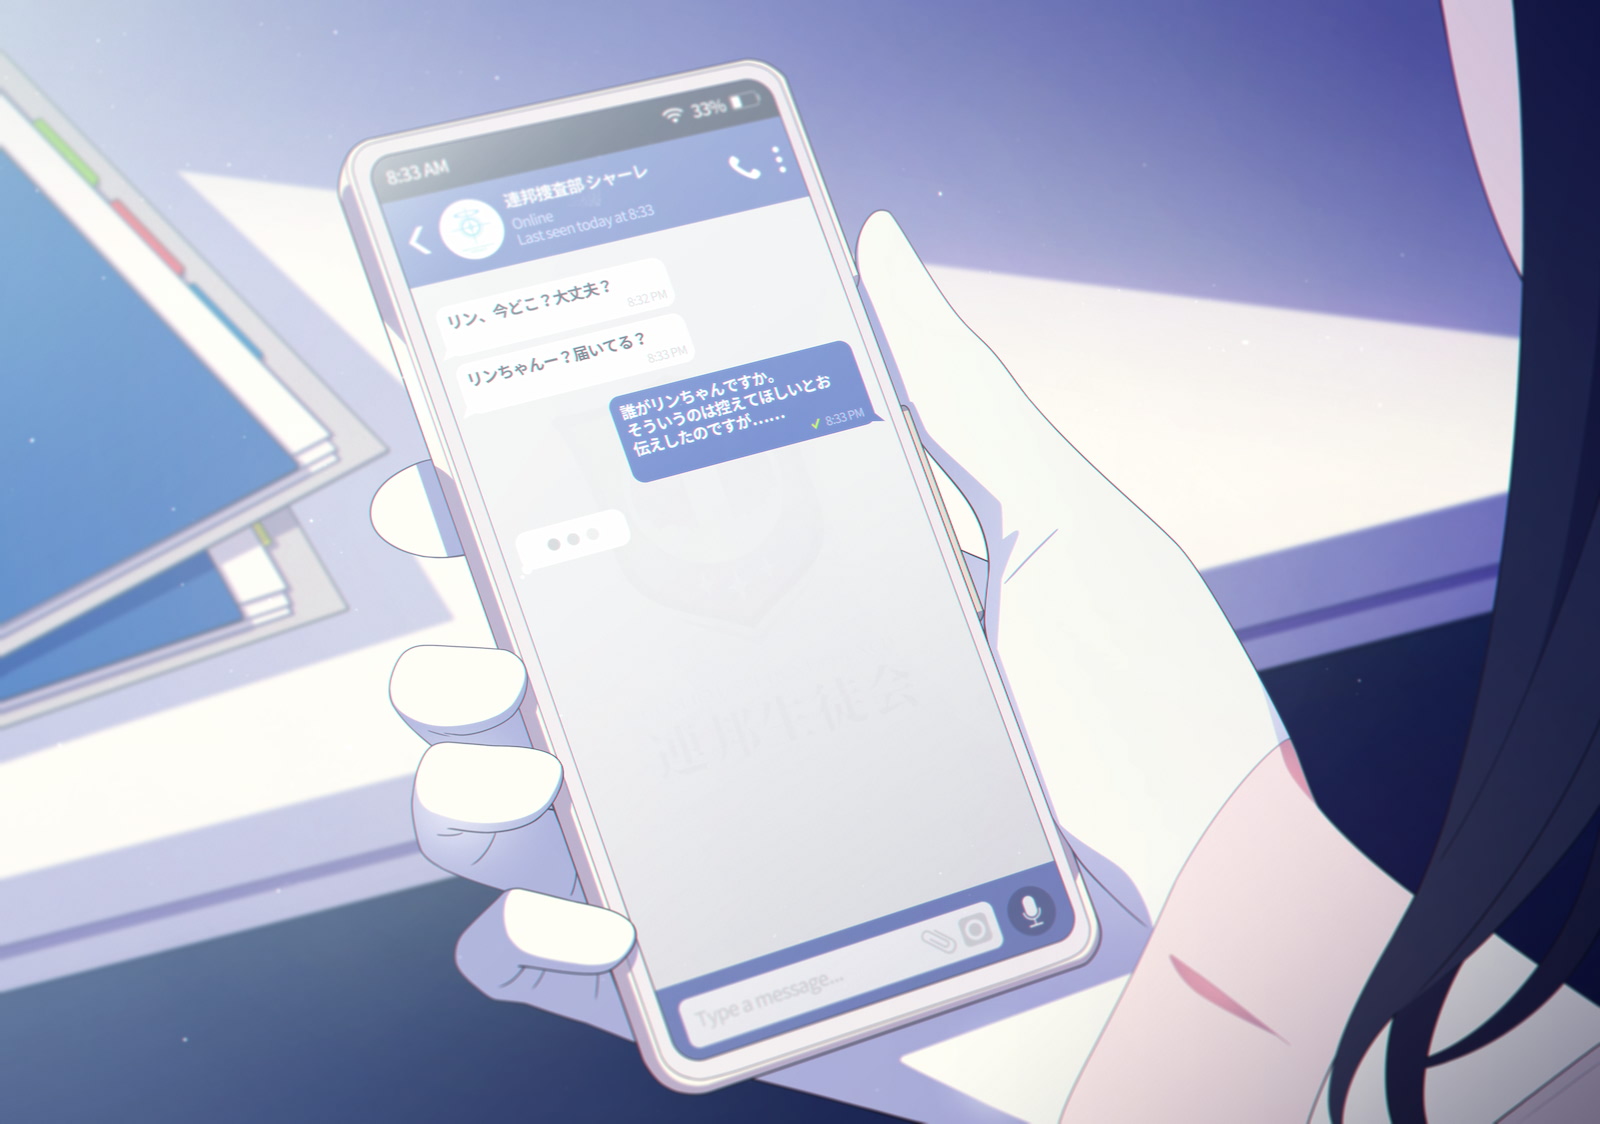 8:33 AM
33%
連邦捜査部シャーレ
Online
Last seen today at 8:33
リン、今どこ？大丈夫？
8:32 PM
リンちゃんー？届いてる？
8:33 PM
誰がリンちゃんですか。
そういうのは控えてほしいとお
伝えしたのですが……
8:33 PM
連邦生徒会
Type a message...